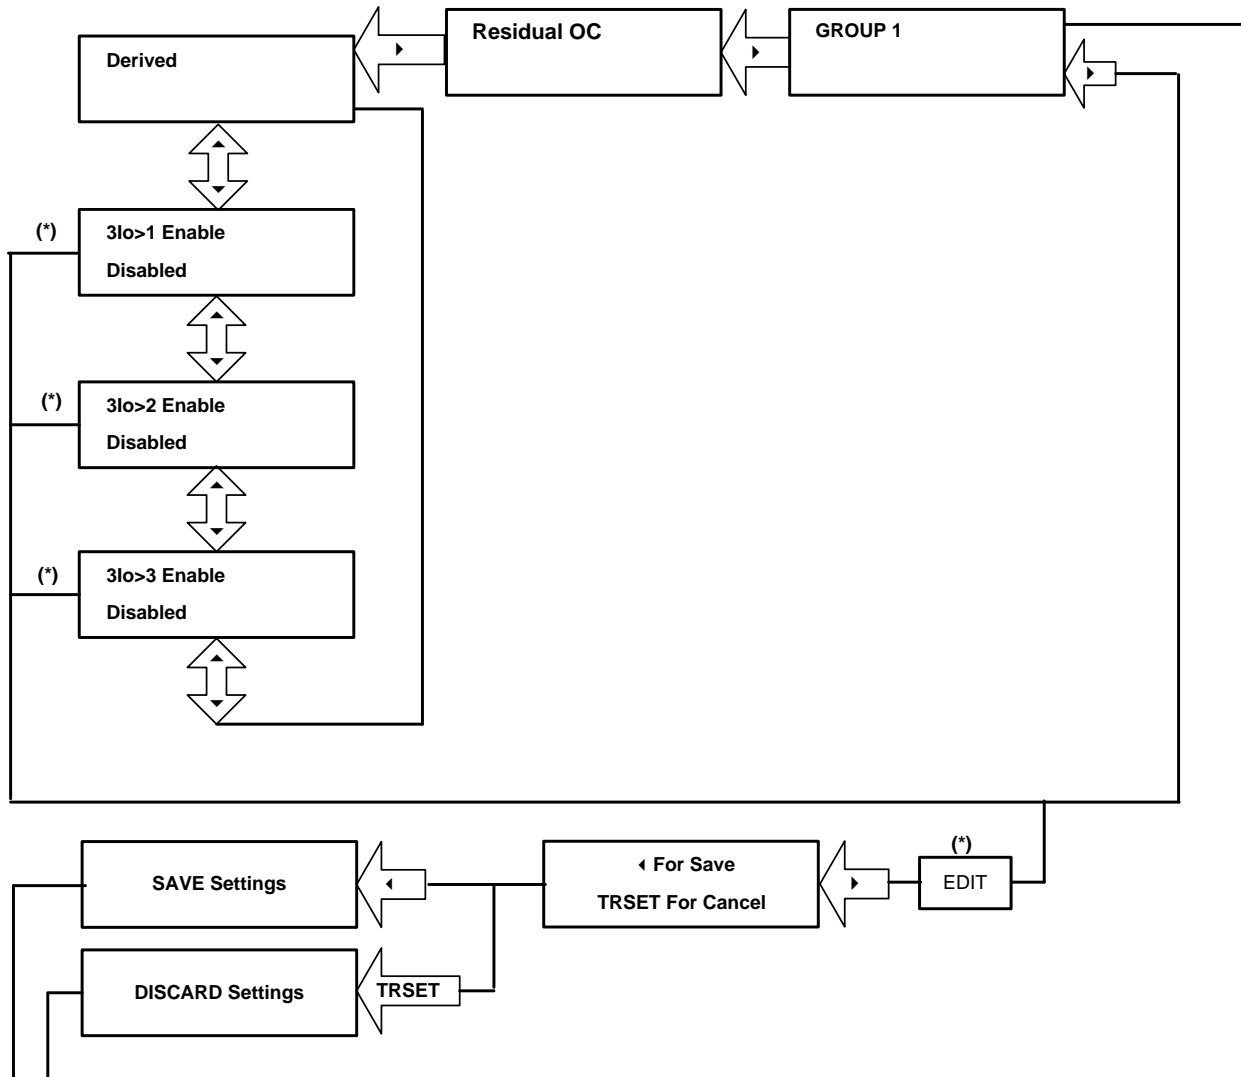 Derived
Residual OC
GROUP 1
(*)
3Io>1 Enable
Disabled
(*)
3Io>2 Enable
Disabled
(*)
3Io>3 Enable
Disabled
SAVE Settings
For Save
TRSET For Cancel
(*)
EDIT
DISCARD Settings
TRSET